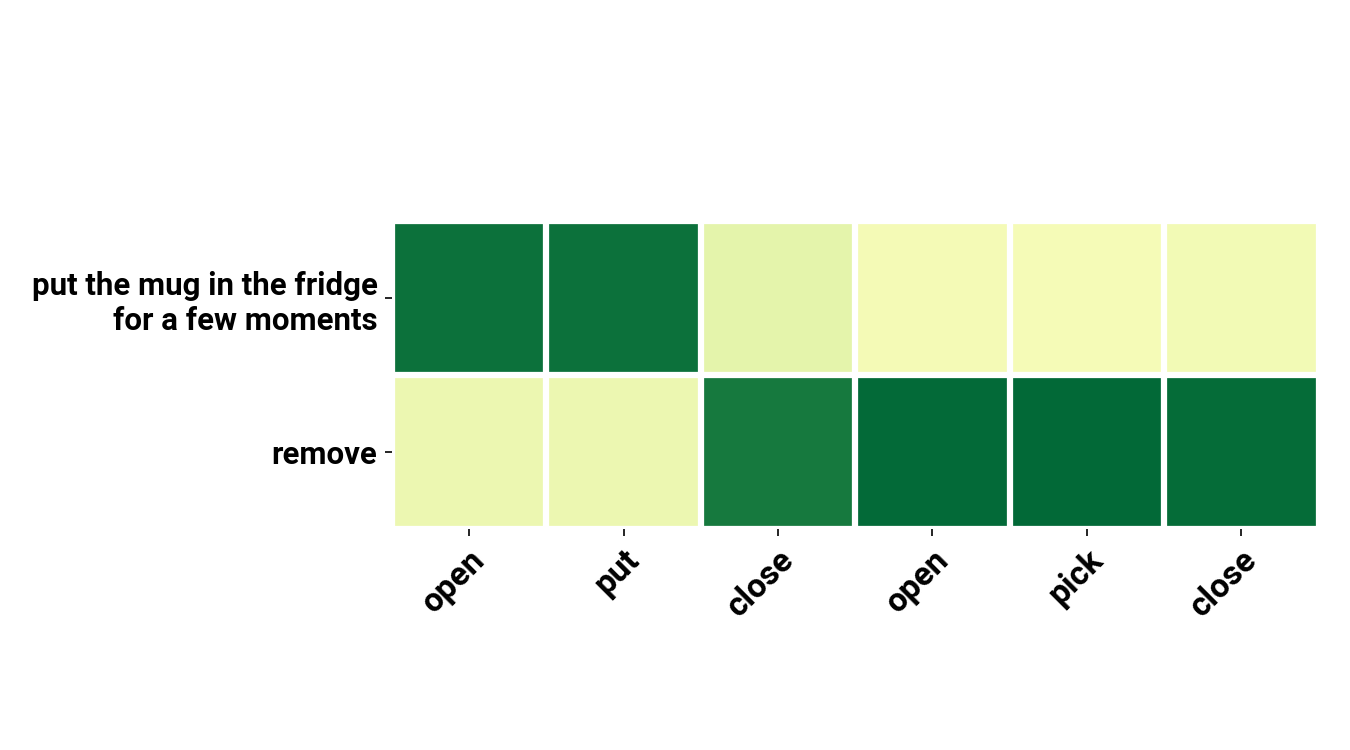 put the mug in the fridge
for a few moments
remove
open
put
close
open
pick
close